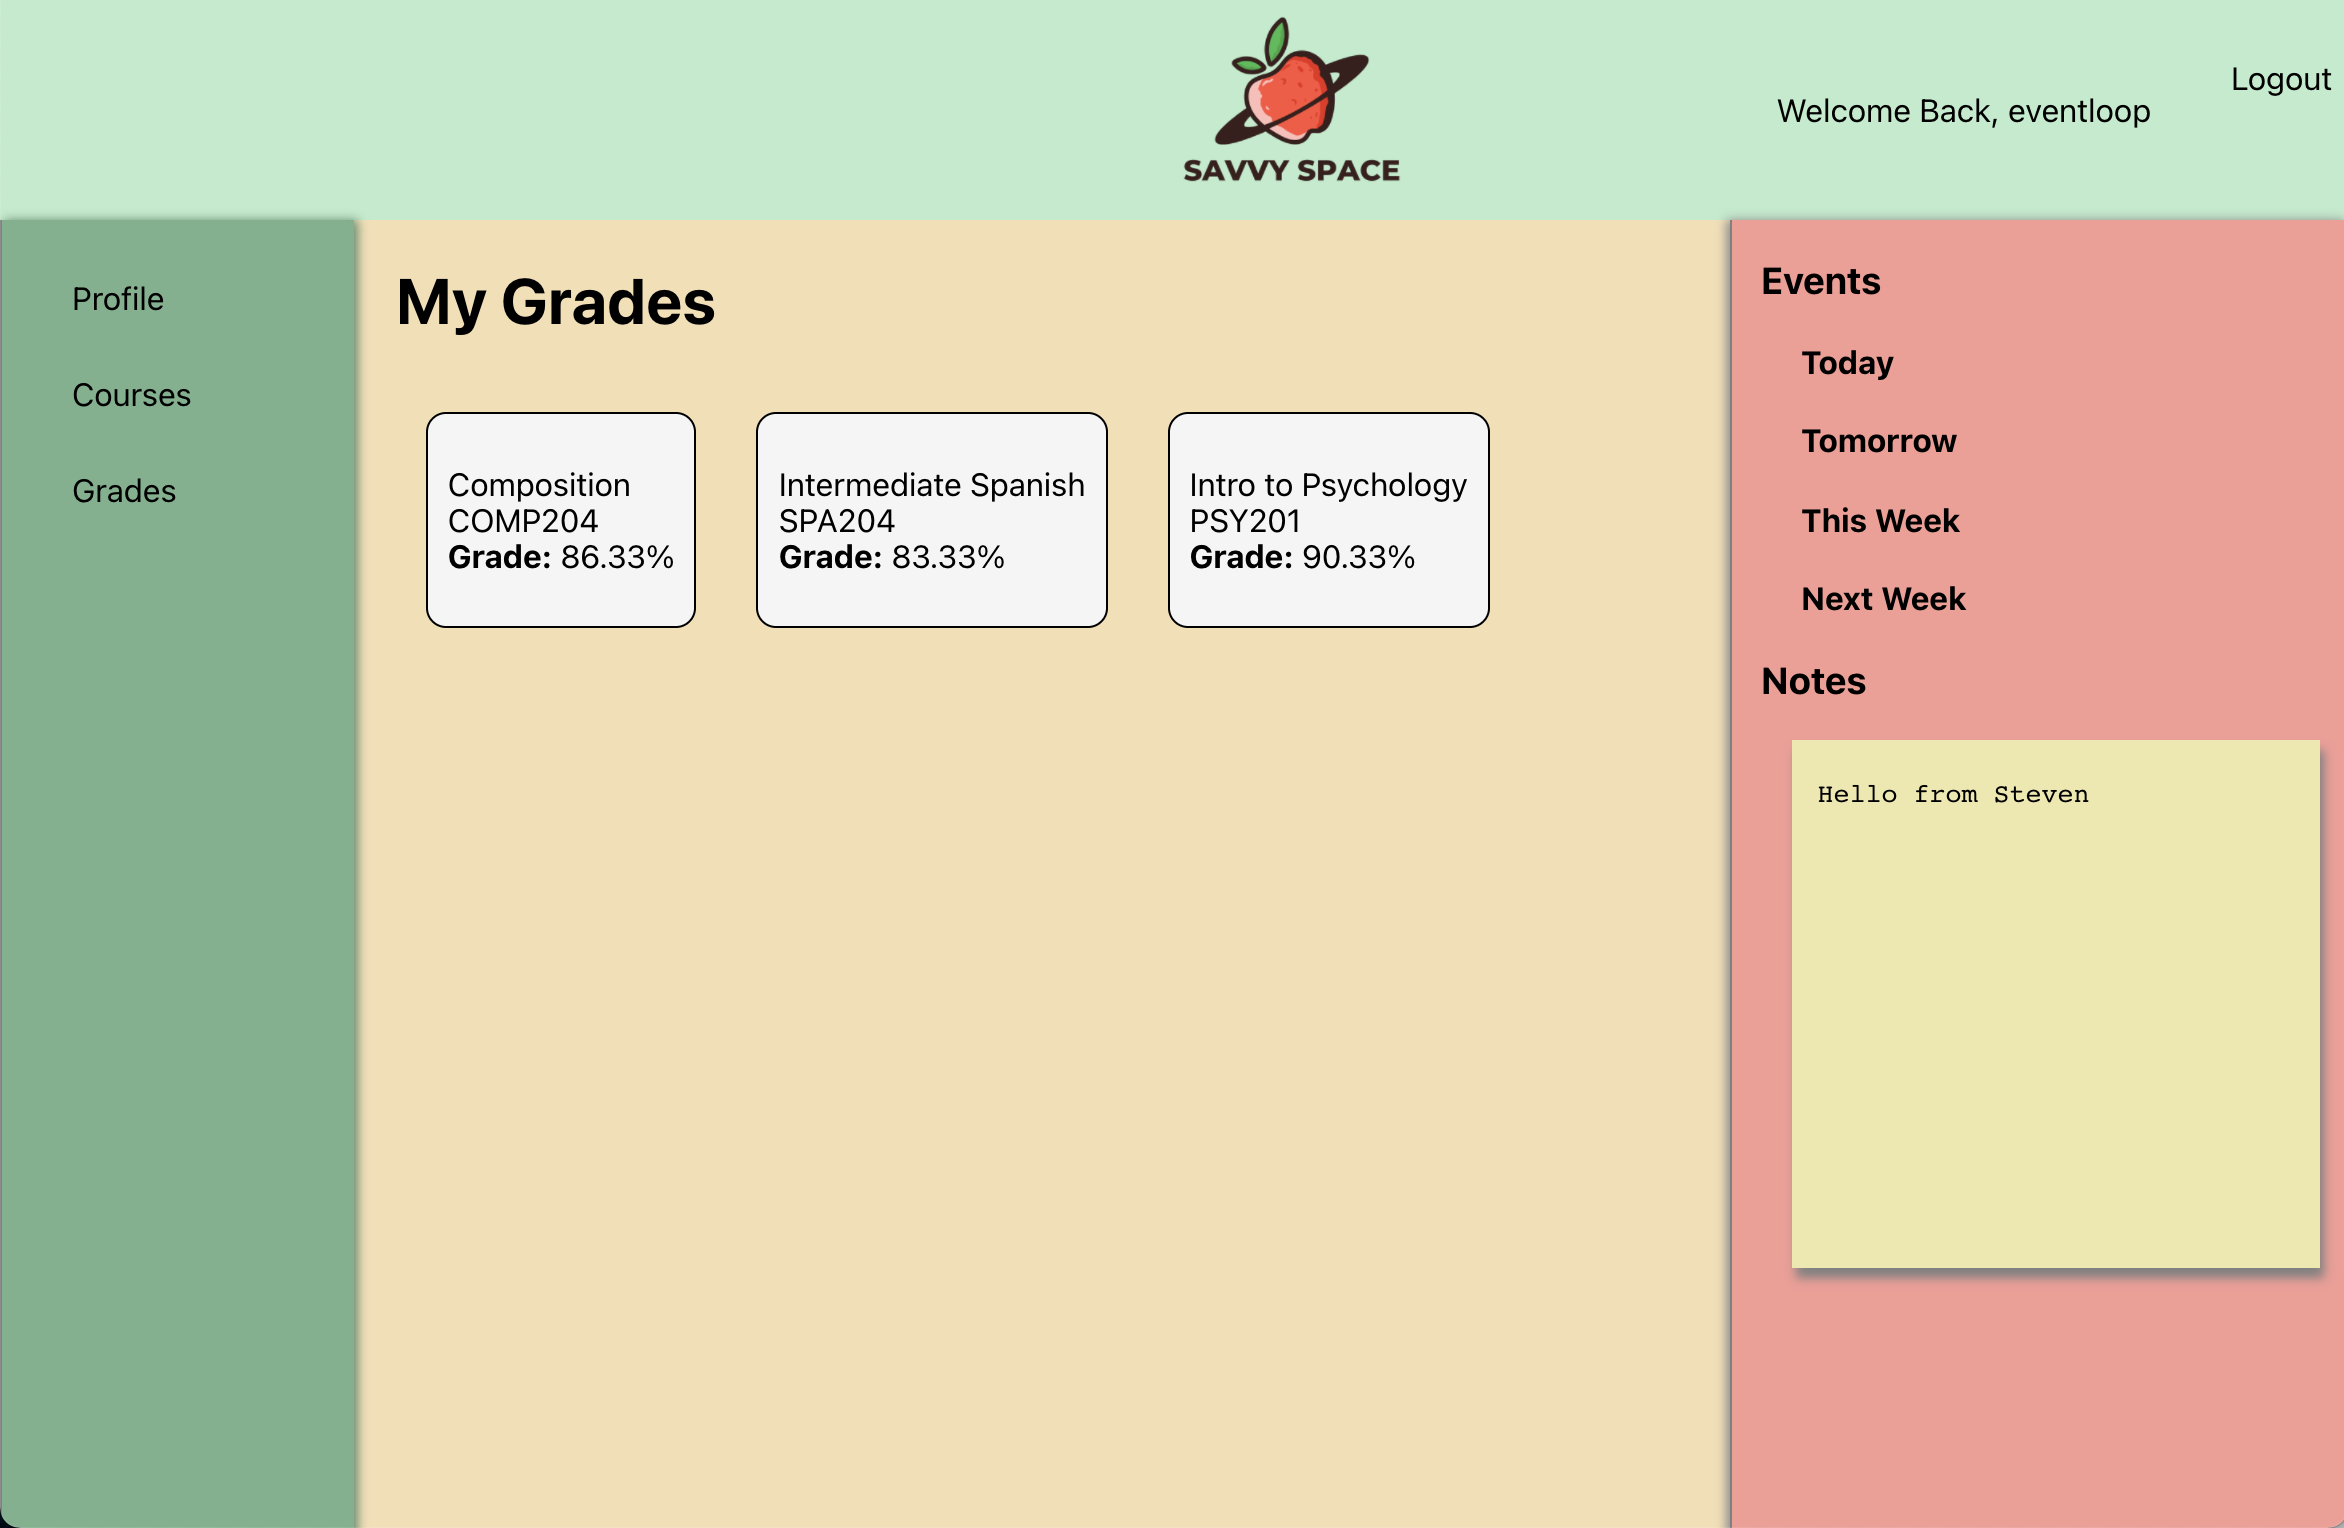 SAVVY SPACE
Welcome Back, eventloop
Logout
Profile
Courses
Grades
My Grades
Composition
COMP204
Grade: 86.33%
Intermediate Spanish
SPA204
Grade: 83.33%
Intro to Psychology
PSY201
Grade: 90.33%
Events
Today
Tomorrow
This Week
Next Week
Notes
Hello from Steven